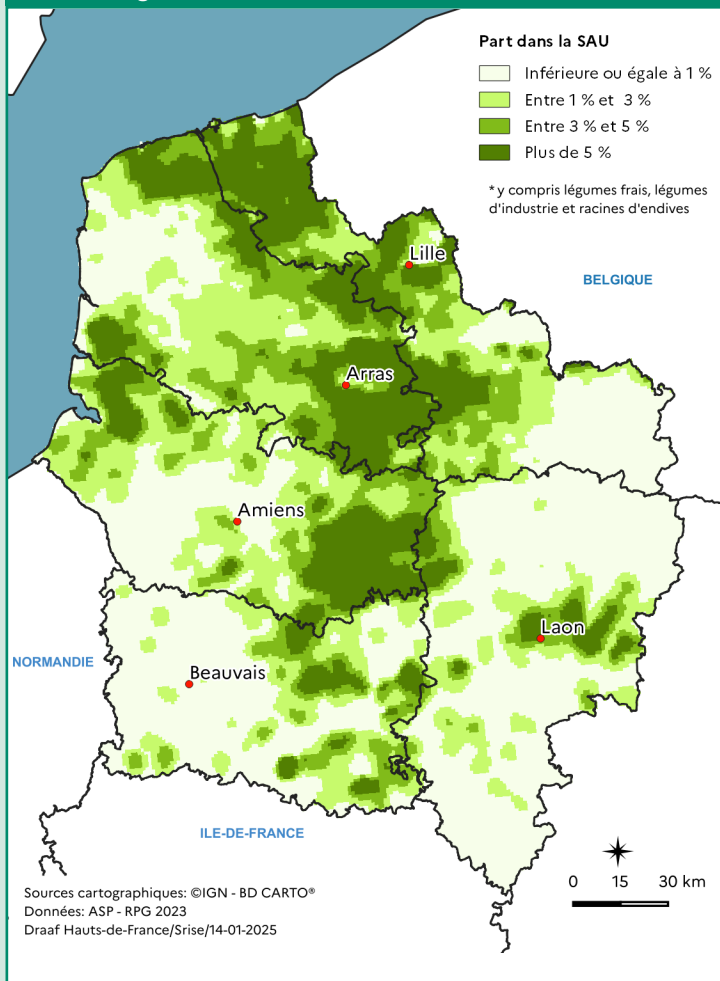 Part dans la SAU
Inférieure ou égale à 1 %
Entre 1 % et 3 %
Entre 3 % et 5 %
Plus de 5 %
* y compris légumes frais, légumes
d'industrie et racines d'endives
Lille
BELGIQUE
Arras
Amiens
Laon
NORMANDIE
Beauvais
ILE-DE-FRANCE
0 15 30 km
Sources cartographiques: ©IGN - BD CARTO®
Données: ASP - RPG 2023
Draaf Hauts-de-France/Srise/14-01-2025